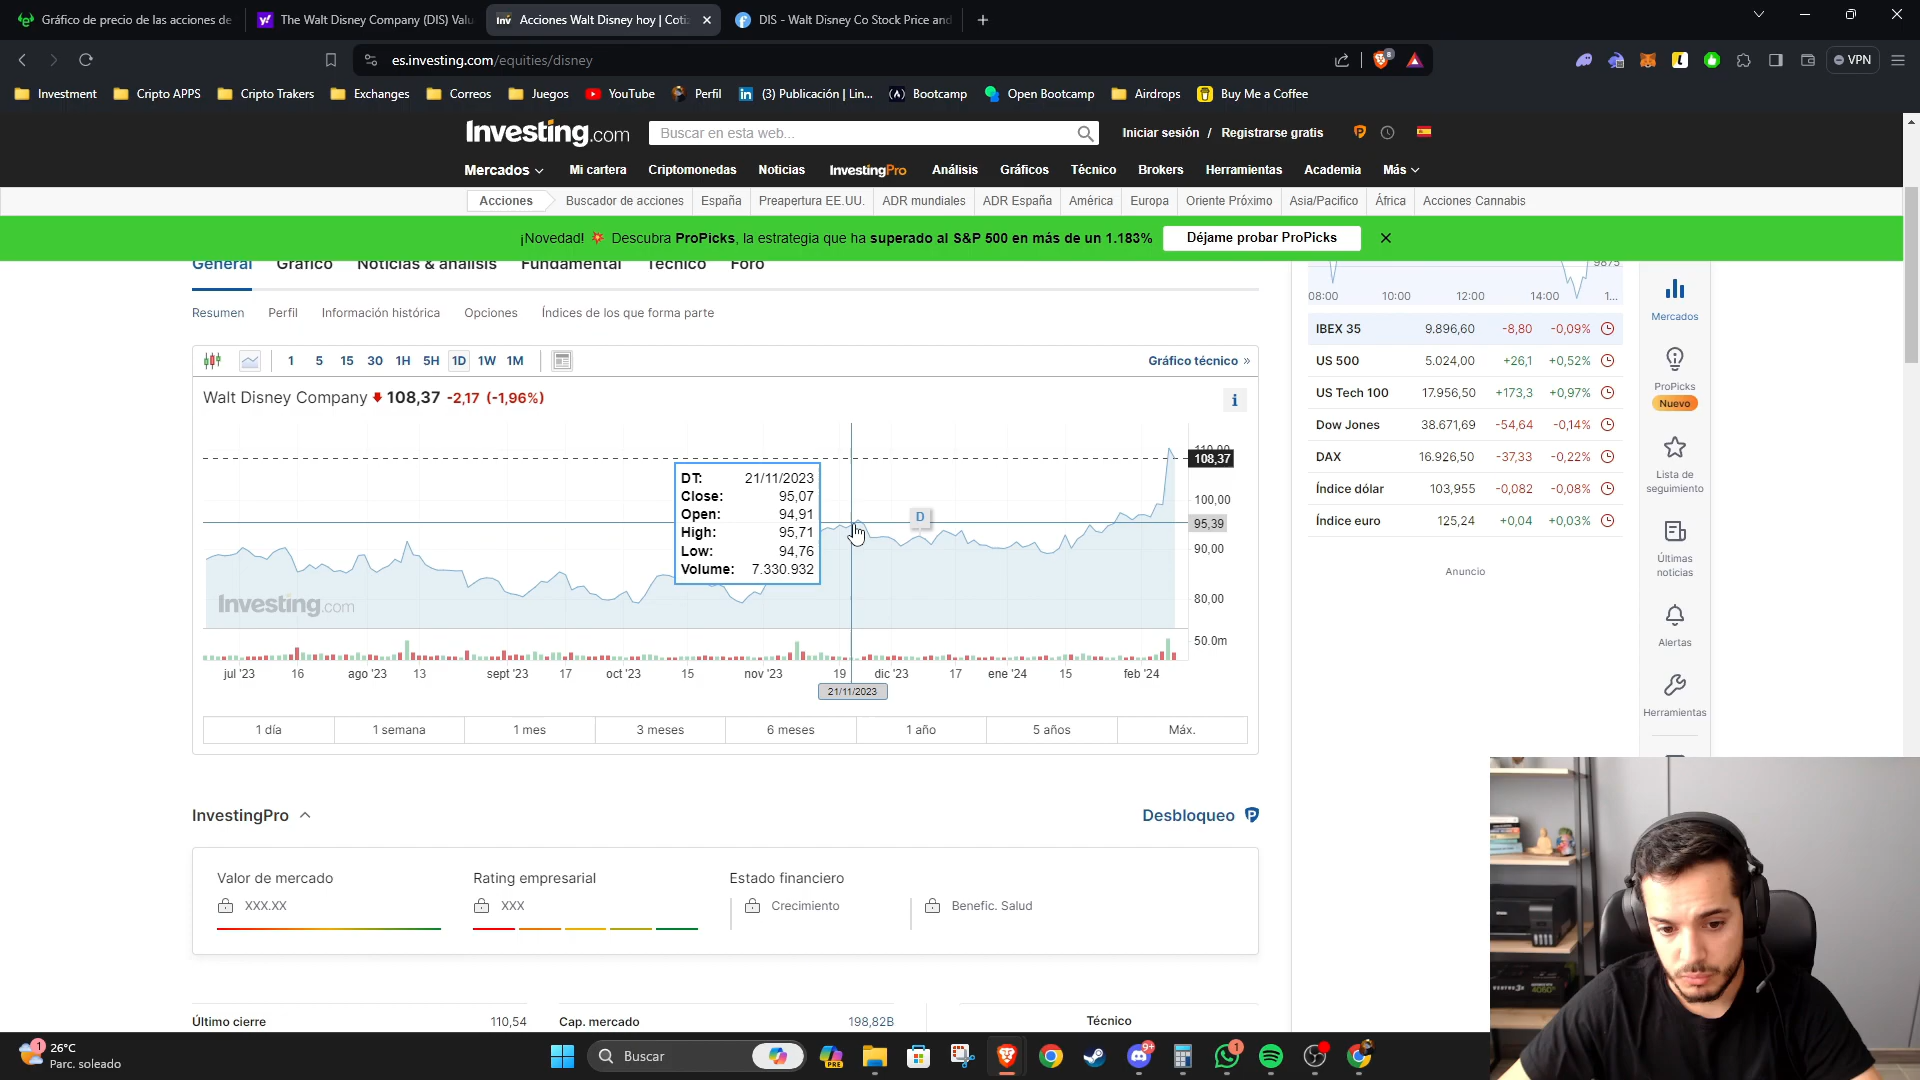 Gráfico de precio de las acciones de
The Walt Disney Company (DIS) Valu
Acciones Walt Disney hoy | Coti
DIS - Walt Disney Co Stock Price and
es.investing.com/equities/disney
8
VPN
Investment
Cripto APPS
Cripto Trakers
Exchanges
Correos
Juegos
YouTube
Perfil
(3) Publicación | Lin...
Bootcamp
Open Bootcamp
Airdrops
Buy Me a Coffee
Investing.com
Buscar en esta web...
Iniciar sesión / Registrarse gratis
Mercados
Mi cartera
Criptomonedas
Noticias
InvestingPro
Análisis
Gráficos
Técnico
Brokers
Herramientas
Academia
Más
Acciones
Buscador de acciones
España
Preapertura EE.UU.
ADR mundiales
ADR España
América
Europa
Oriente Próximo
Asia/Pacifico
África
Acciones Cannabis
¡Novedad! 💥 Descubra ProPicks, la estrategia que ha superado al S&P 500 en más de un 1.183%
Déjame probar ProPicks
General
Gráfico
Noticias & análisis
Fundamental
Técnico
Foro
Resumen
Perfil
Información histórica
Opciones
Índices de los que forma parte
1 5 15 30 1H 5H 1D 1W 1M
Gráfico técnico »
Walt Disney Company 108,37 -2,17 (-1,96%)
i
DT: 21/11/2023
Close: 95,07
Open: 94,91
High: 95,71
Low: 94,76
Volume: 7.330.932
D
110,00
108,37
100,00
95,39
90,00
80,00
50.0m
Investing.com
jul '23 16 ago '23 13 sept '23 17 oct '23 15 nov '23 19 dic '23 17 ene '24 15 feb '24
21/11/2023
1 día
1 semana
1 mes
3 meses
6 meses
1 año
5 años
Máx.
9875
08:00 10:00 12:00 14:00 1...
IBEX 35 9.896,60 -8,80 -0,09%
US 500 5.024,00 +26,1 +0,52%
US Tech 100 17.956,50 +173,3 +0,97%
Dow Jones 38.671,69 -54,64 -0,14%
DAX 16.926,50 -37,33 -0,22%
Índice dólar 103,955 -0,082 -0,08%
Índice euro 125,24 +0,04 +0,03%
Anuncio
Mercados
ProPicks
Nuevo
Lista de
seguimiento
Últimas
noticias
Alertas
Herramientas
InvestingPro
Desbloqueo
Valor de mercado
XXX.XX
Rating empresarial
XXX
Estado financiero
Crecimiento
Benefic. Salud
Último cierre 110,54
Cap. mercado 198,82B
Técnico
1
26°C
Parc. soleado
Buscar
PRE
9+
1